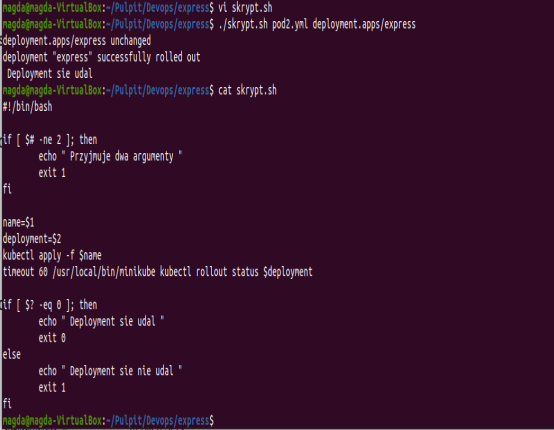 magda@magda-VirtualBox:~/Pulpit/Devops/express$ vi skrypt.sh
magda@magda-VirtualBox:~/Pulpit/Devops/express$ ./skrypt.sh pod2.yml deployment.apps/express
deployment.apps/express unchanged
deployment "express" successfully rolled out
 Deployment sie udal
magda@magda-VirtualBox:~/Pulpit/Devops/express$ cat skrypt.sh
#!/bin/bash
if [ $# -ne 2 ]; then
        echo " Przyjmuje dwa argumenty "
        exit 1
fi
name=$1
deployment=$2
kubectl apply -f $name
timeout 60 /usr/local/bin/minikube kubectl rollout status $deployment
if [ $? -eq 0 ]; then
        echo " Deployment sie udal "
        exit 0
else
        echo " Deployment sie nie udal "
        exit 1
fi
magda@magda-VirtualBox:~/Pulpit/Devops/express$